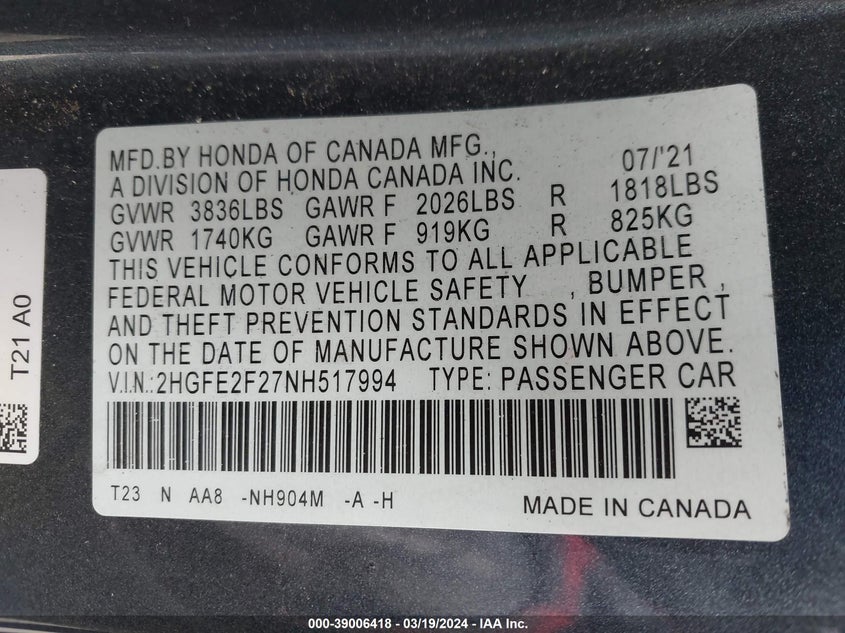 MFD.BY HONDA OF CANADA MFG., 07/'21
A DIVISION OF HONDA CANADA INC.
GVWR 3836LBS GAWR F 2026LBS R 1818LBS
GVWR 1740KG GAWR F 919KG R 825KG
THIS VEHICLE CONFORMS TO ALL APPLICABLE
FEDERAL MOTOR VEHICLE SAFETY , BUMPER ,
AND THEFT PREVENTION STANDARDS IN EFFECT
ON THE DATE OF MANUFACTURE SHOWN ABOVE.
V.I.N.:2HGFE2F27NH517994 TYPE: PASSENGER CAR
T23 N AA8 -NH904M -A -H MADE IN CANADA
T21 A0
000-39006418 - 03/19/2024 - IAA Inc.